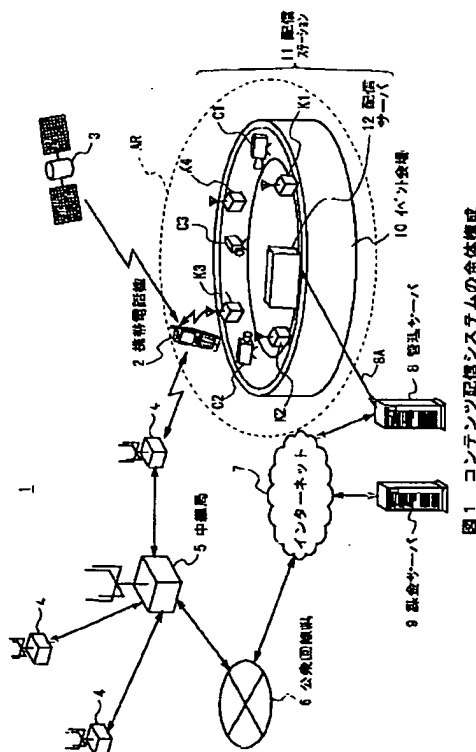 1
3
AR
11 配信ステーション
2 携帯電話機
4
5 中継局
4
4
6 公衆回線網
7
インターネット
K3
C3
K4
C1
K1
C2
K2
12 配信サーバ
10 イベント会場
8A
8 管理サーバ
9 課金サーバ
図1 コンテンツ配信システムの全体構成